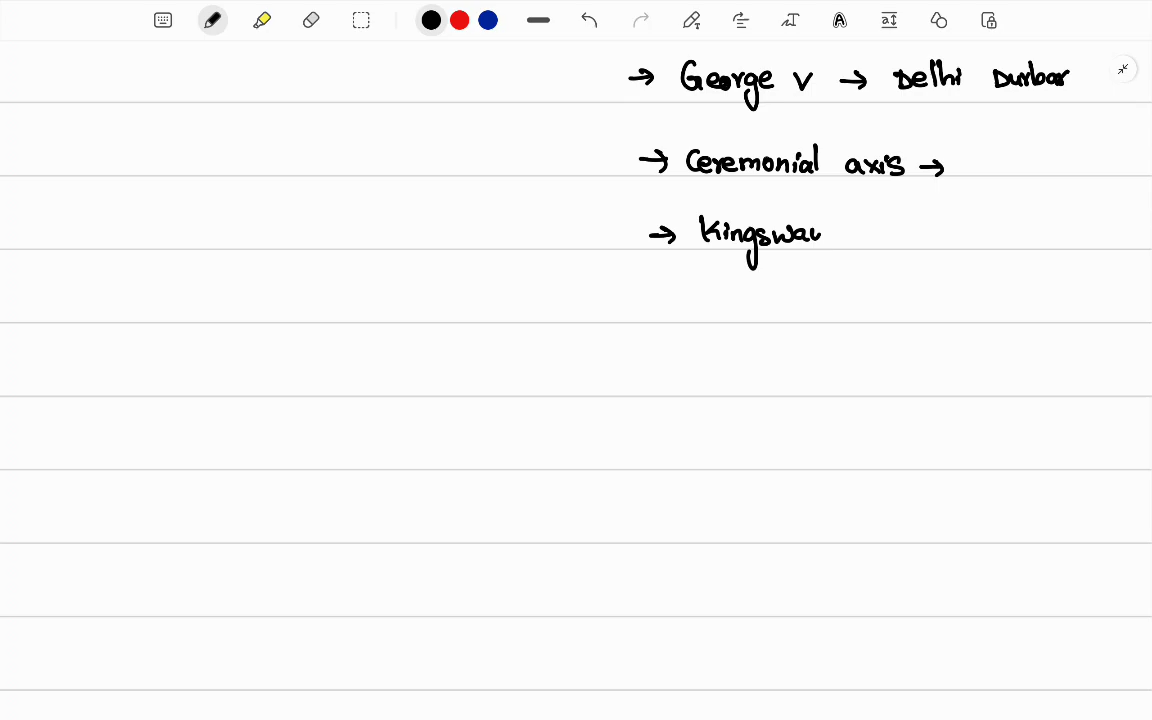 → George V → Delhi Durbar
→ Ceremonial axis →
→ Kingswa